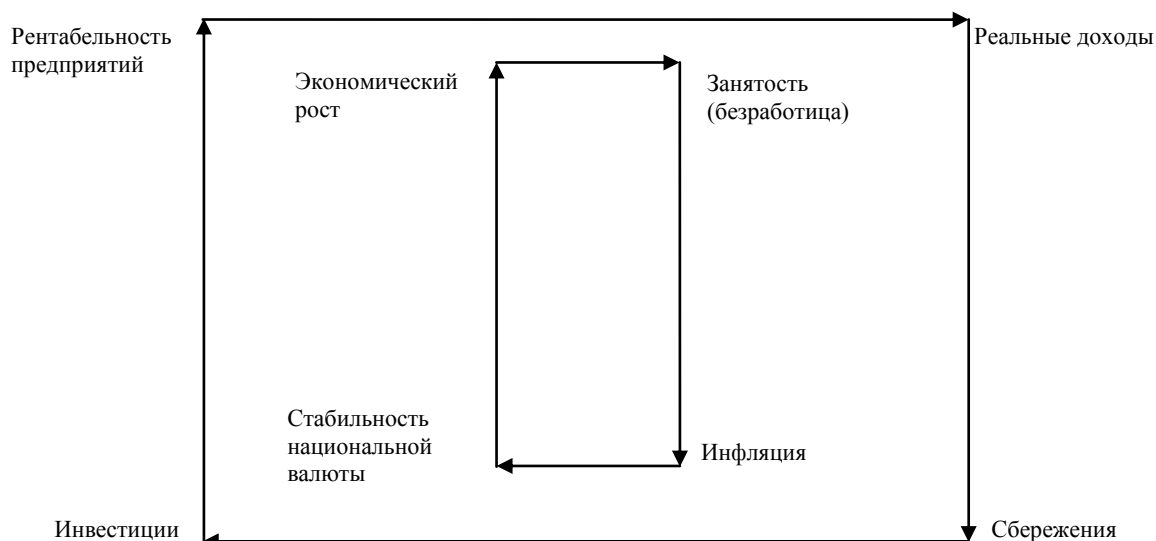 Рентабельность
предприятий
Реальные доходы
Экономический
рост
Занятость
(безработица)
Стабильность
национальной
валюты
Инфляция
Инвестиции
Сбережения